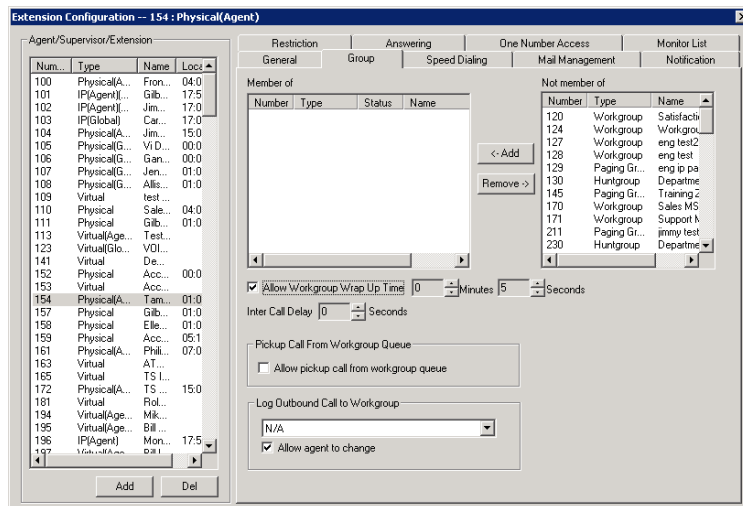 Extension Configuration -- 154 : Physical(Agent)
Agent/Supervisor/Extension
Num... Type Name Loca
100 Physical(A... Fron... 04:0
101 IP(Agent)(... Gilb... 17:5
102 IP(Agent)(... Jim... 17:0
103 IP(Global) Car... 17:0
104 Physical(A... Jim... 15:0
105 Physical(G... Vi D... 00:0
106 Physical(G... Gan... 00:0
107 Physical(G... Jen... 01:0
108 Physical(G... Allis... 01:0
109 Virtual test ...
110 Physical Sale... 04:0
111 Physical Gilb... 01:0
113 Virtual(Age... Test...
123 Virtual(Glo... VOI...
141 Virtual De...
152 Physical Acc... 00:0
153 Virtual Acc...
154 Physical(A... Tam... 01:0
157 Physical Gilb... 01:0
158 Physical Elle... 01:0
159 Physical Acc... 05:1
161 Physical(A... Phili... 07:0
163 Virtual AT...
165 Virtual TS I...
172 Physical(A... TS ... 15:0
181 Virtual Rol...
194 Virtual(Age... Mik...
195 Virtual(Age... Bill ...
196 IP(Agent) Mon... 17:5
197 Virtual(Age...
Add Del
Restriction Answering One Number Access Monitor List
General Group Speed Dialing Mail Management Notification
Member of
Number Type Status Name
<- Add
Remove ->
Not member of
Number Type Name
120 Workgroup Satisfacti
124 Workgroup Workgrou
127 Workgroup eng test2
128 Workgroup eng test
129 Paging Gr... eng ip pa
130 Huntgroup Departme
145 Paging Gr... Training 2
170 Workgroup Sales MS
171 Workgroup Support M
211 Paging Gr... jimmy test
230 Huntgroup Departme
Allow Workgroup Wrap Up Time 0 Minutes 5 Seconds
Inter Call Delay 0 Seconds
Pickup Call From Workgroup Queue
Allow pickup call from workgroup queue
Log Outbound Call to Workgroup
N/A
Allow agent to change